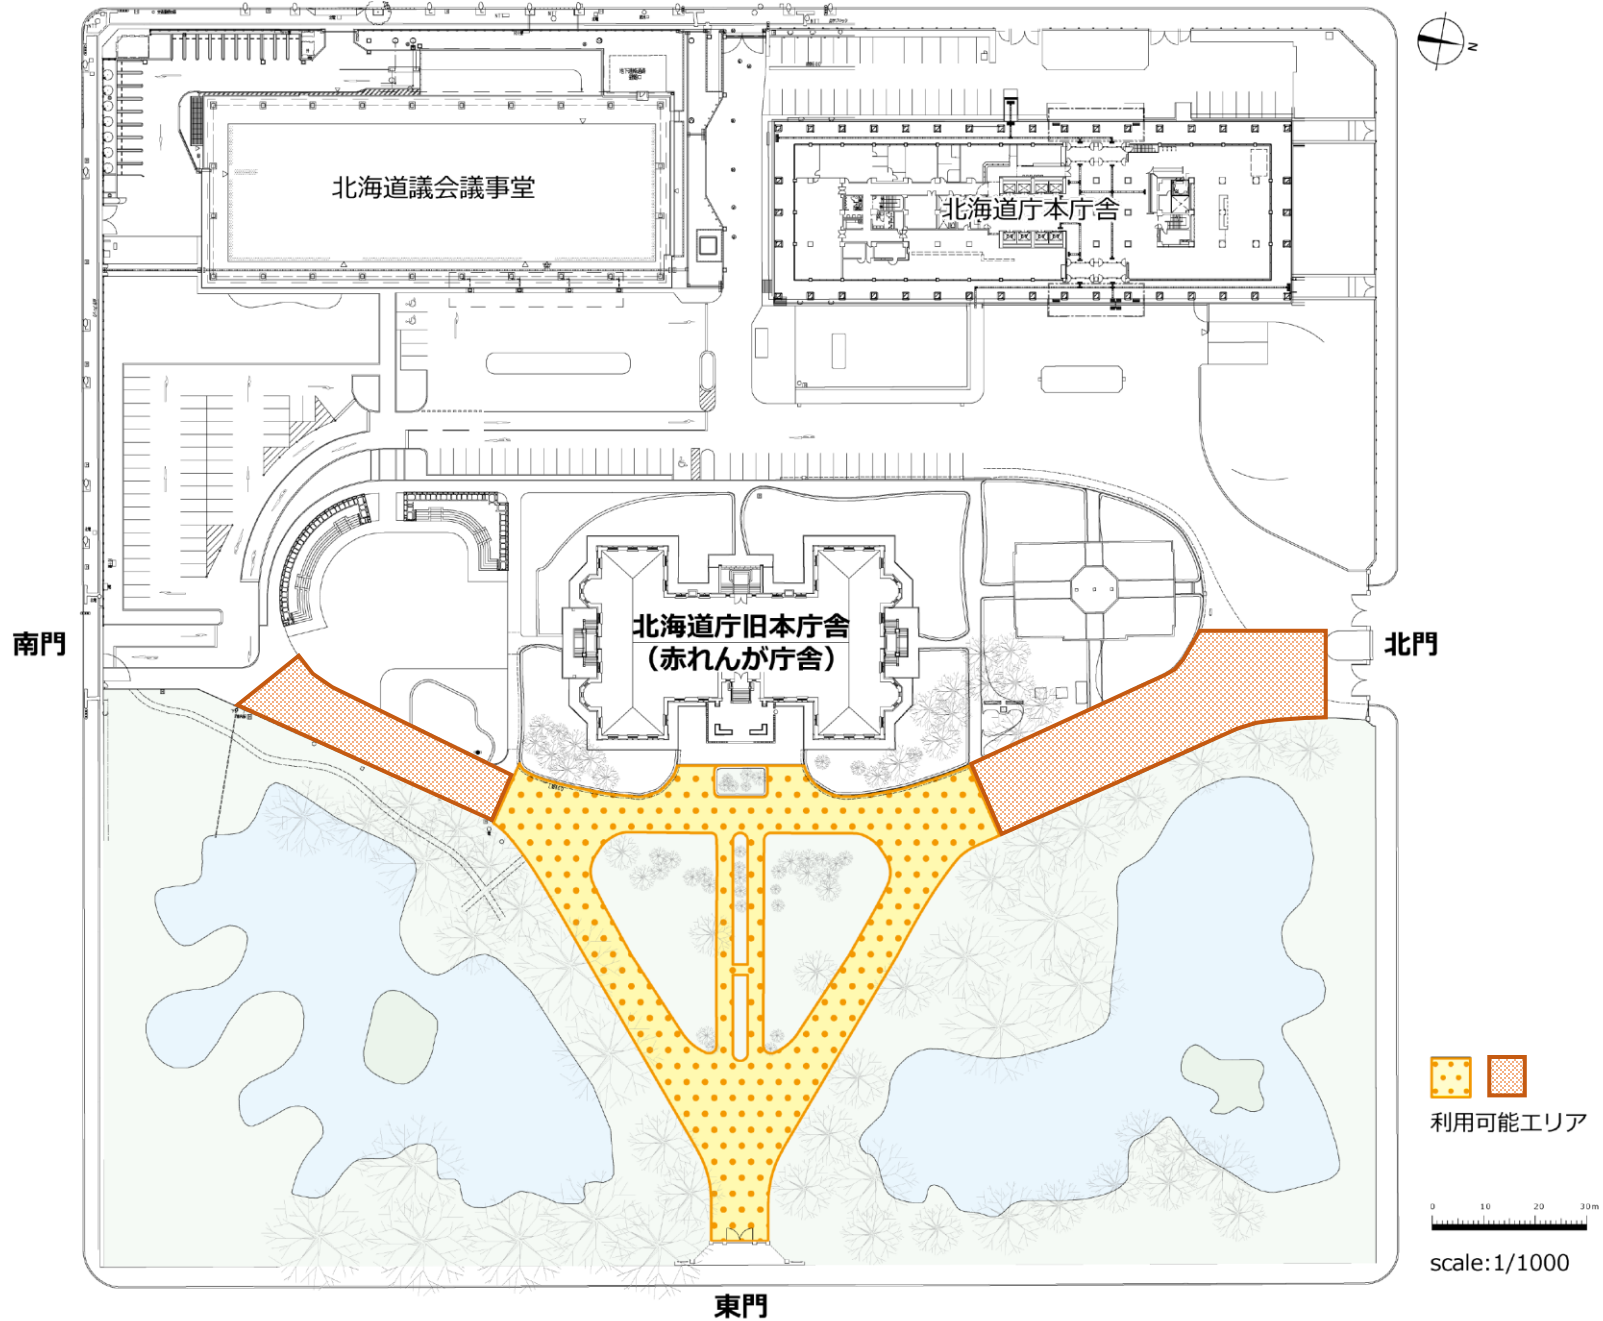 N
北海道議会議事堂
北海道庁本庁舎
北海道庁旧本庁舎
（赤れんが庁舎）
南門
北門
利用可能エリア
0 10 20 30m
scale:1/1000
東門